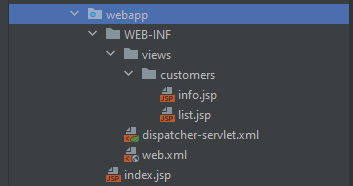 webapp
WEB-INF
views
customers
info.jsp
list.jsp
dispatcher-servlet.xml
web.xml
index.jsp